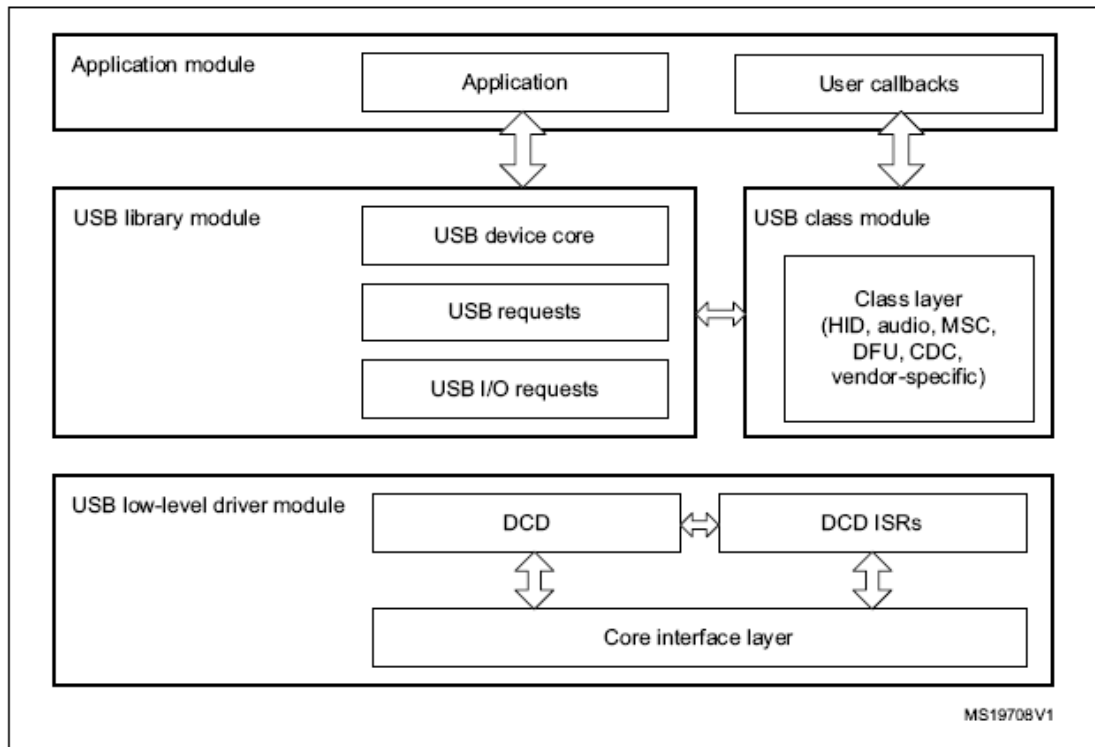 Application module
Application
User callbacks
USB library module
USB device core
USB requests
USB I/O requests
USB class module
Class layer
(HID, audio, MSC,
DFU, CDC,
vendor-specific)
USB low-level driver module
DCD
DCD ISRs
Core interface layer
MS19708V1